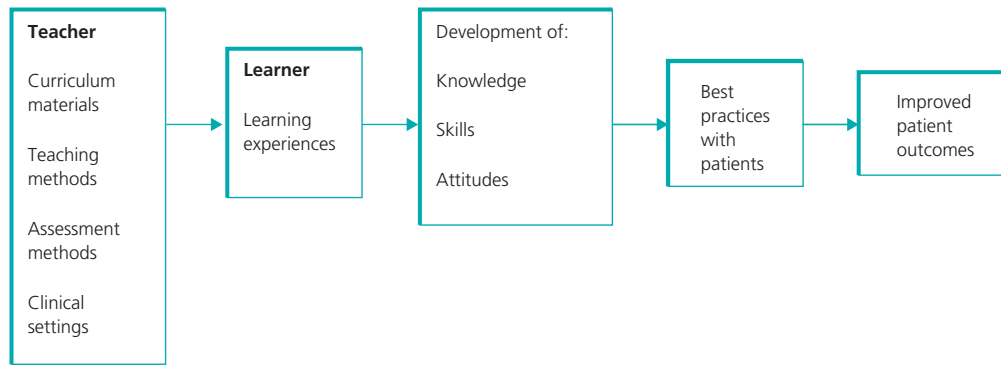 Teacher
Curriculum
materials
Teaching
methods
Assessment
methods
Clinical
settings
Learner
Learning
experiences
Development of:
Knowledge
Skills
Attitudes
Best
practices
with
patients
Improved
patient
outcomes